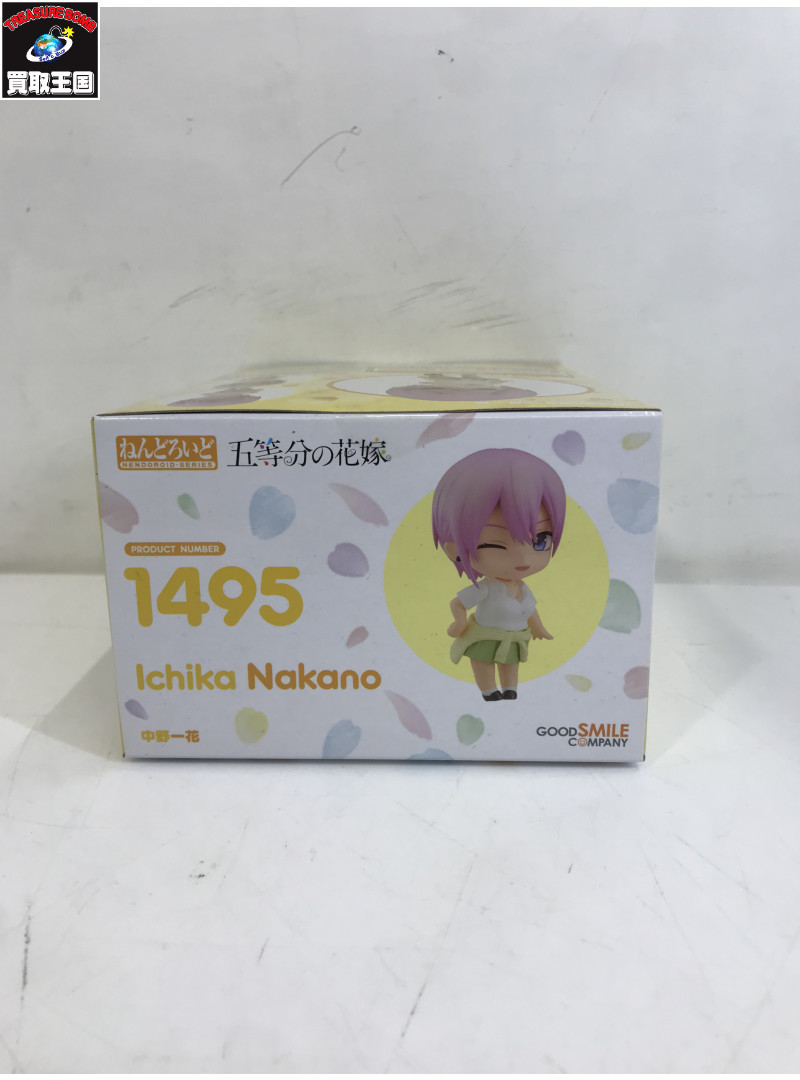 TREASURE BOMB
買取王国
ねんどろいど
NENDOROID-SERIES
五等分の花嫁
PRODUCT NUMBER
1495
Ichika Nakano
中野一花
GOOD SMILE
COMPANY